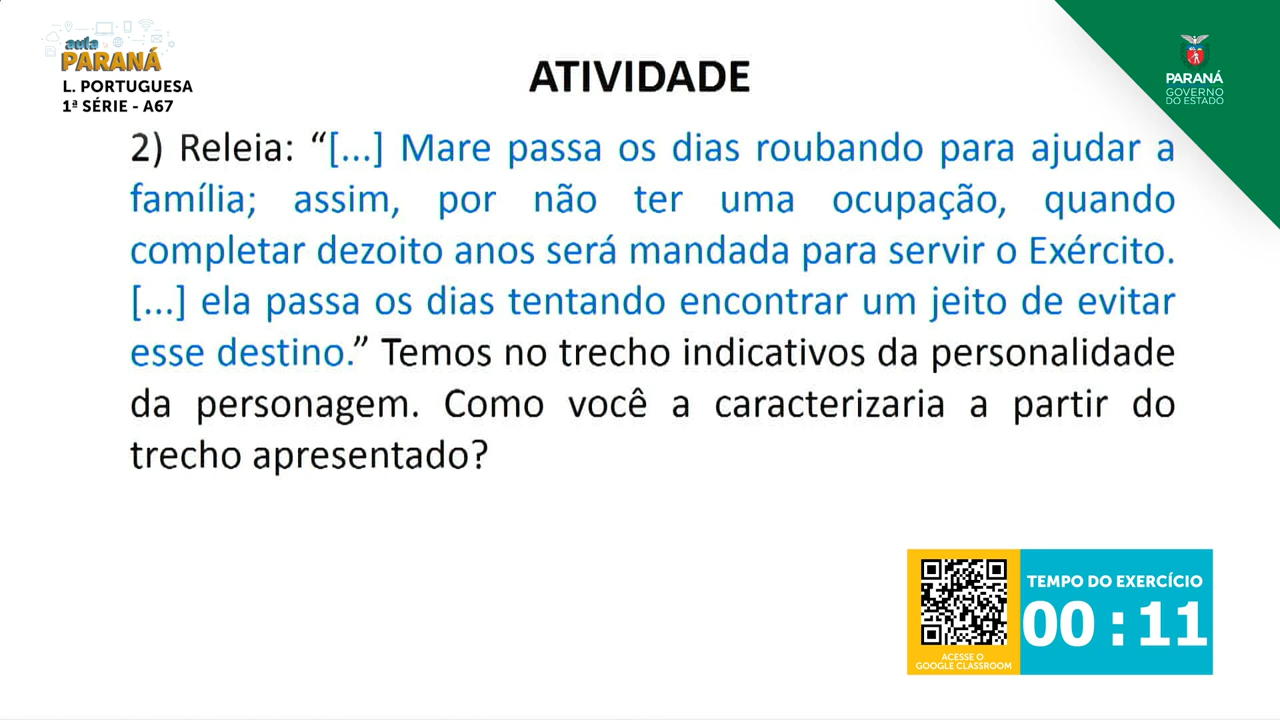 aula
PARANÁ
L. PORTUGUESA
1ª SÉRIE - A67
ATIVIDADE
PARANÁ
GOVERNO
DO ESTADO
2) Releia: “[...] Mare passa os dias roubando para ajudar a
família; assim, por não ter uma ocupação, quando
completar dezoito anos será mandada para servir o Exército.
[...] ela passa os dias tentando encontrar um jeito de evitar
esse destino.” Temos no trecho indicativos da personalidade
da personagem. Como você a caracterizaria a partir do
trecho apresentado?
ACESSE O
GOOGLE CLASSROOM
TEMPO DO EXERCÍCIO
00 : 11